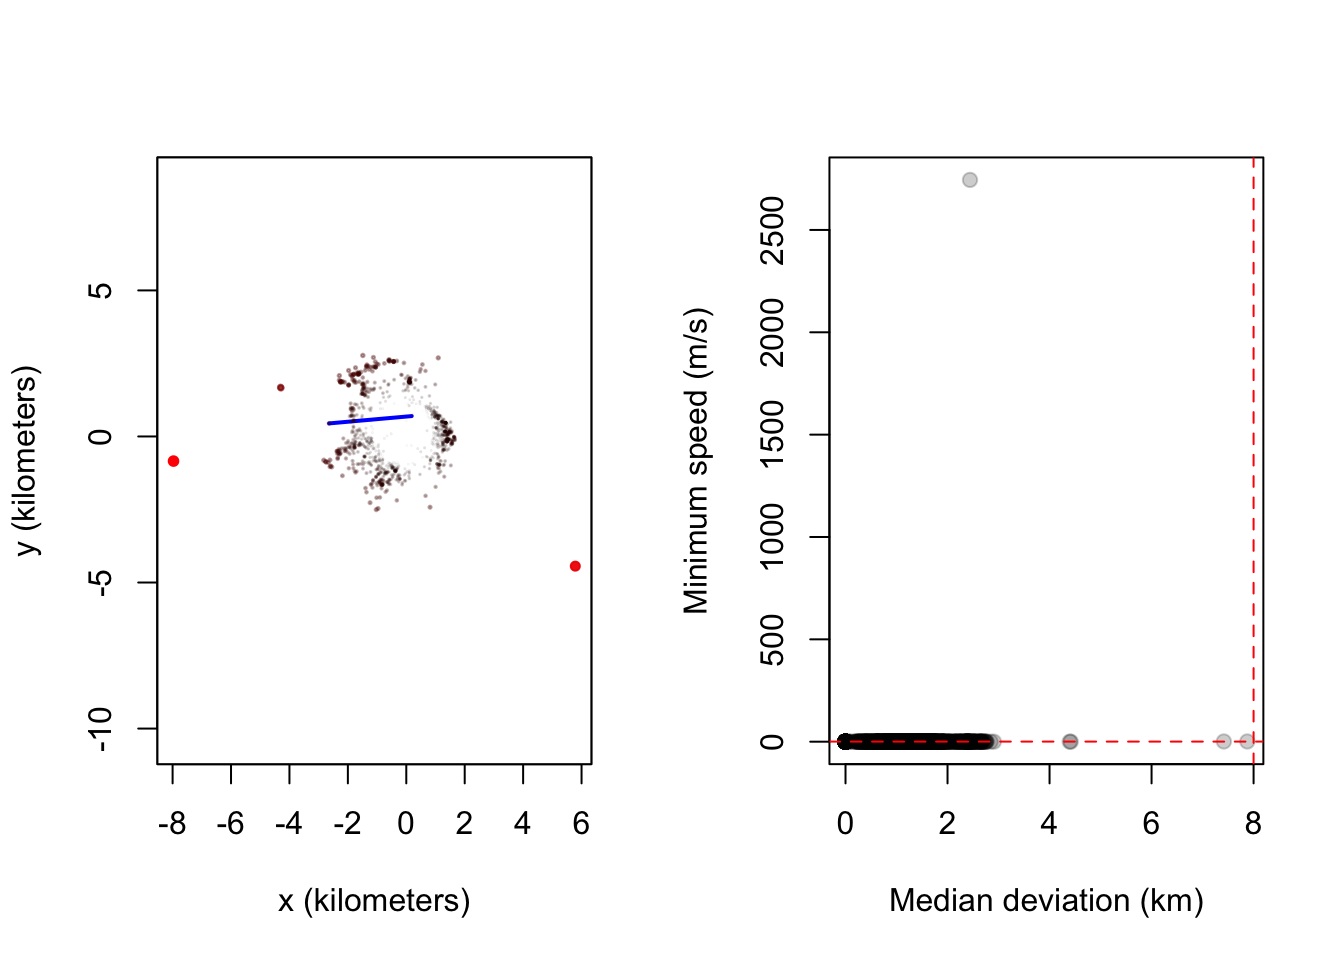 y (kilometers)
5
0
-5
-10
-8 -6 -4 -2 0 2 4 6
x (kilometers)
Minimum speed (m/s)
2500
2000
1500
1000
500
0
0 2 4 6 8
Median deviation (km)